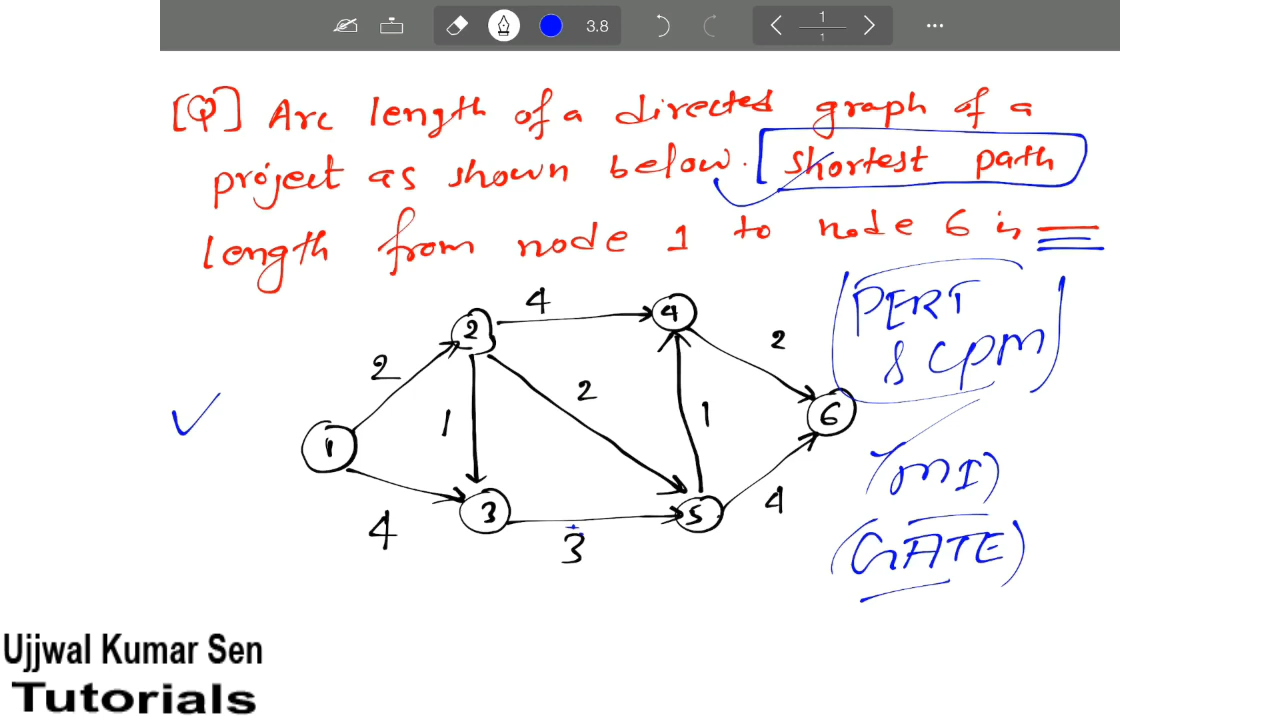 3.8
1
1
[Q] Arc length of a directed graph of a
project as shown below. shortest path
length from node 1 to node 6 is
PERT
& CPM
(MI)
(GATE)
4
2
4
2
2
2
1
2
1
1
6
4
3
5
4
3
Ujjwal Kumar Sen
Tutorials